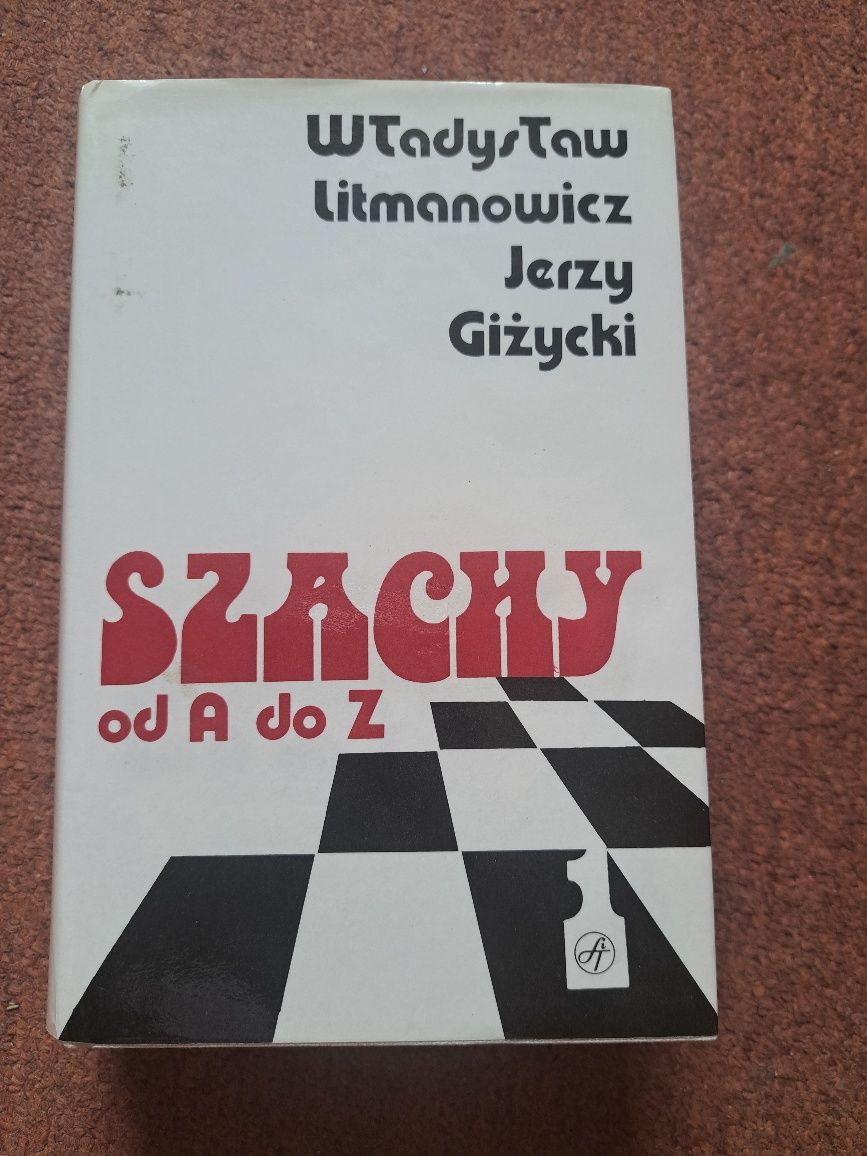 Władysław
Litmanowicz
Jerzy
Giżycki
SZACHY
od A do Z
1